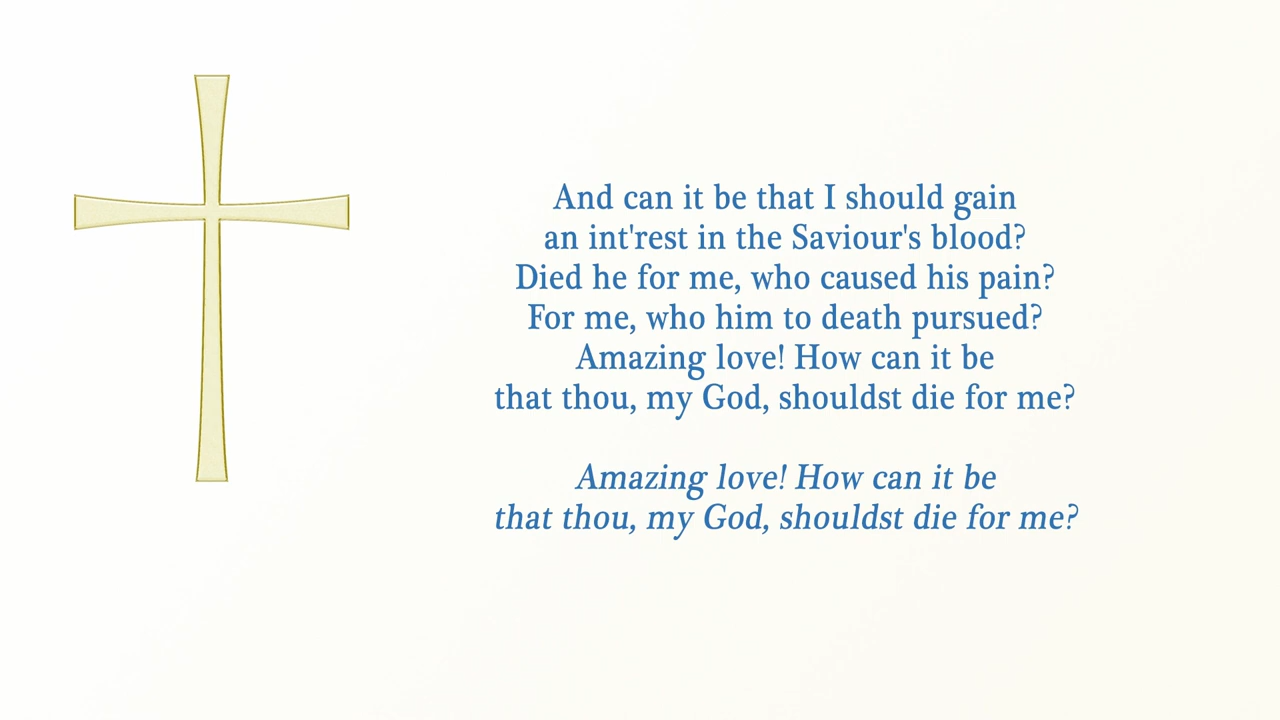 And can it be that I should gain
an int'rest in the Saviour's blood?
Died he for me, who caused his pain?
For me, who him to death pursued?
Amazing love! How can it be
that thou, my God, shouldst die for me?
Amazing love! How can it be
that thou, my God, shouldst die for me?